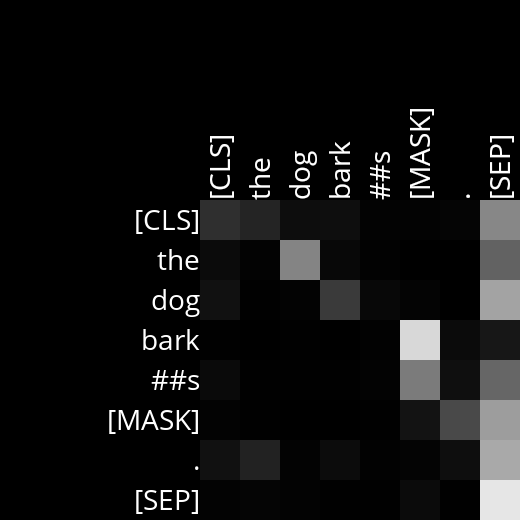 [CLS] the dog bark ##s [MASK] . [SEP]
[CLS]
the
dog
bark
##s
[MASK]
.
[SEP]